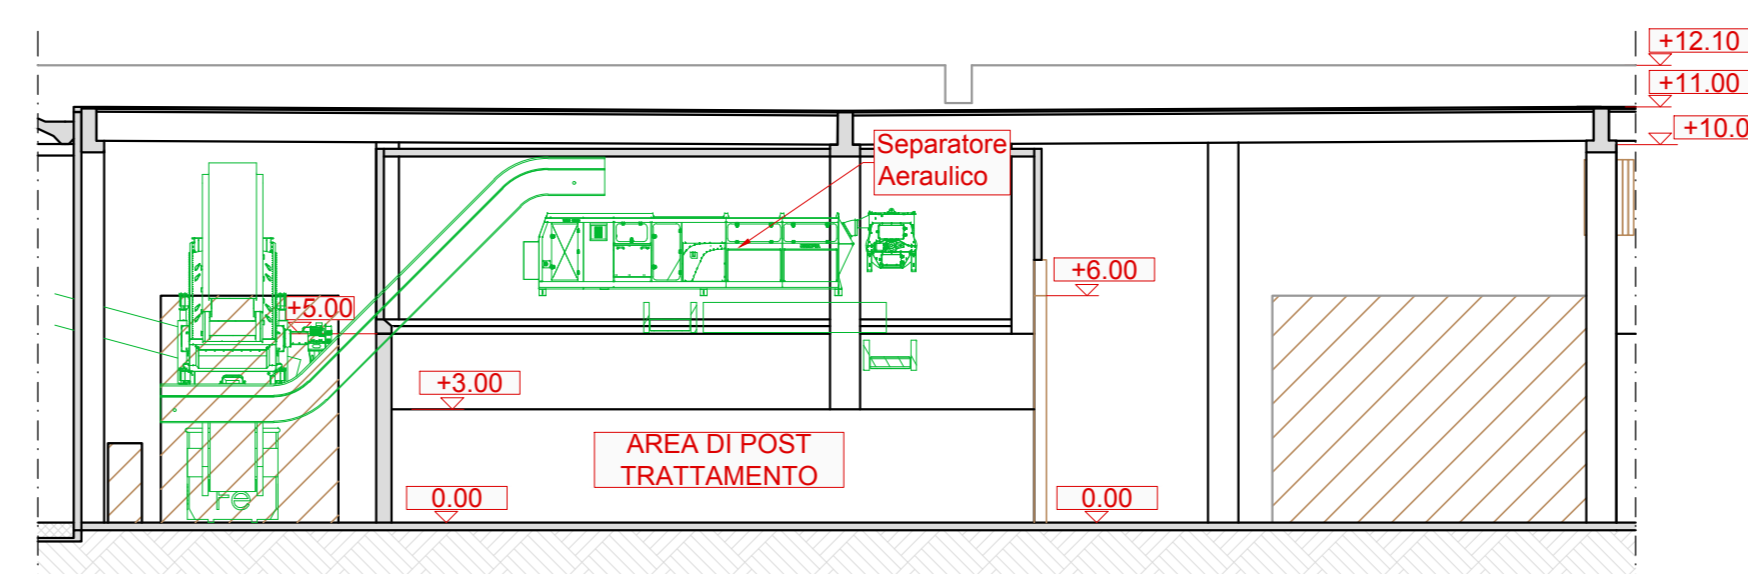 +12.10
+11.00
+10.0
Separatore
Aeraulico
+6.00
+5.00
+3.00
AREA DI POST
TRATTAMENTO
0.00
0.00
Fe